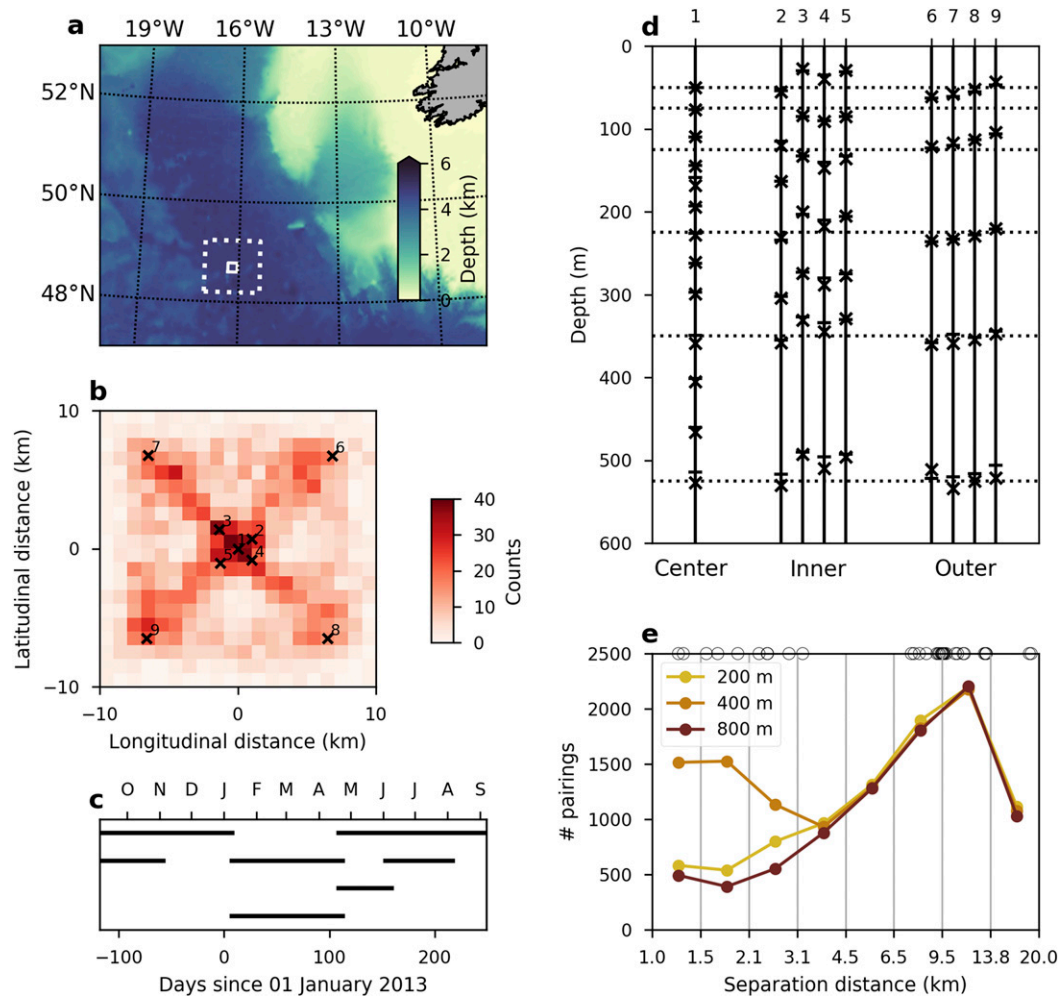 a
19°W 16°W 13°W 10°W
52°N
50°N
48°N
6
4
2
0
Depth (km)
b
10
0
−10
Latitudinal distance (km)
7 6
3 2
1
5 4
9 8
−10 0 10
Longitudinal distance (km)
40
30
20
10
0
Counts
c
O N D J F M A M J J A S
−100 0 100 200
Days since 01 January 2013
d
1 2 3 4 5 6 7 8 9
0
100
200
300
400
500
600
Depth (m)
Center Inner Outer
e
2500
2000
1500
1000
500
0
# pairings
200 m
400 m
800 m
1.0 1.5 2.1 3.1 4.5 6.5 9.5 13.8 20.0
Separation distance (km)